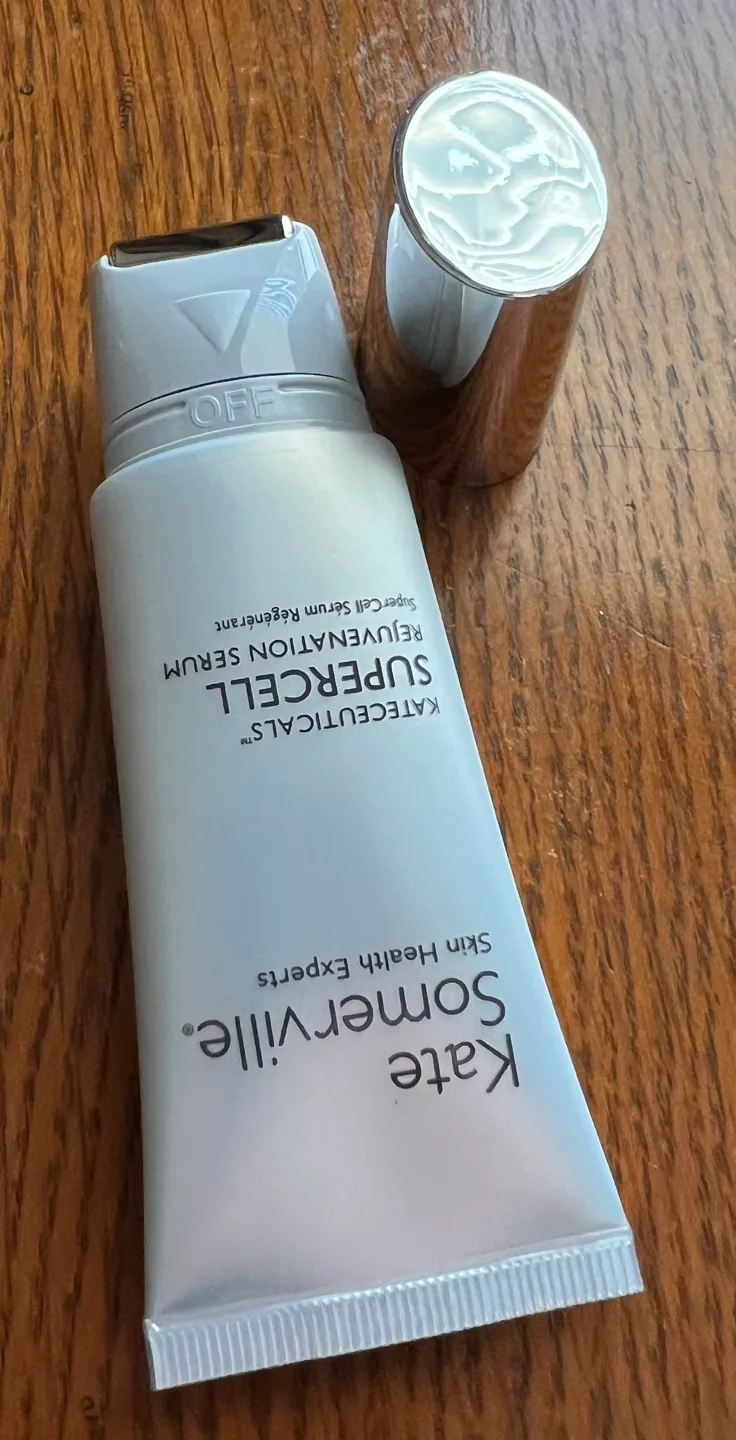 Kate
Somerville®
Skin Health Experts
KATECEUTICALS™
SUPERCELL
REJUVENATION SERUM
SuperCell Sérum Régénérant
OFF